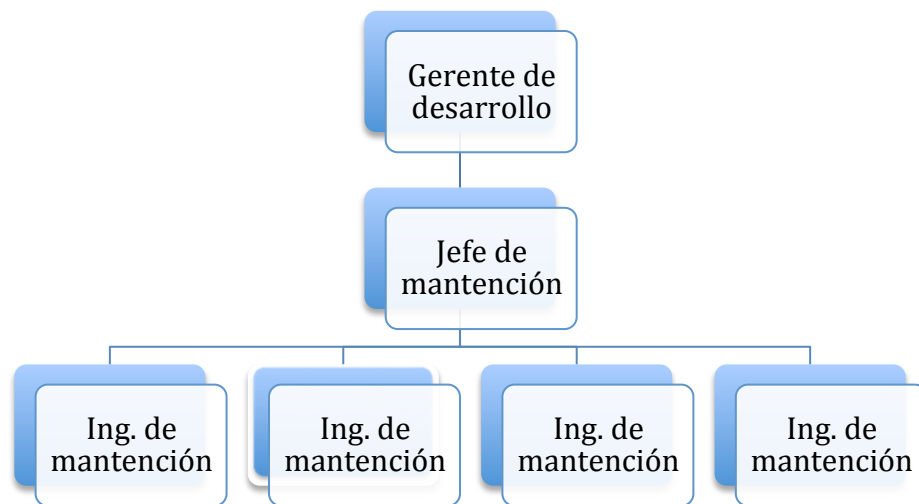 Gerente de
desarrollo
Jefe de
mantención
Ing. de
mantención
Ing. de
mantención
Ing. de
mantención
Ing. de
mantención